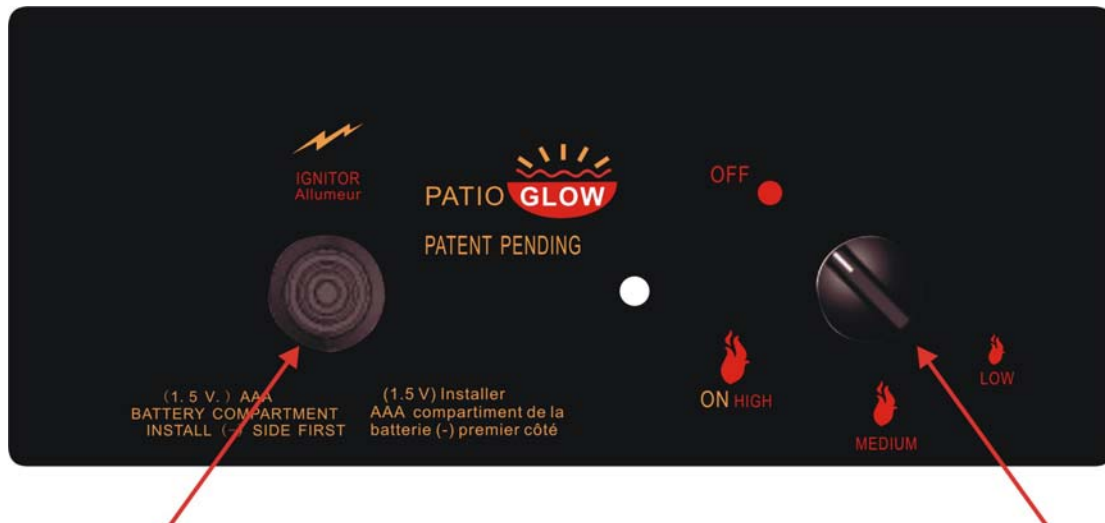 IGNITOR
Allumeur
PATIO GLOW
PATENT PENDING
OFF
(1. 5 V. ) AAA
BATTERY COMPARTMENT
INSTALL (-) SIDE FIRST
(1.5 V) Installer
AAA compartiment de la
batterie (-) premier côté
ON HIGH
MEDIUM
LOW